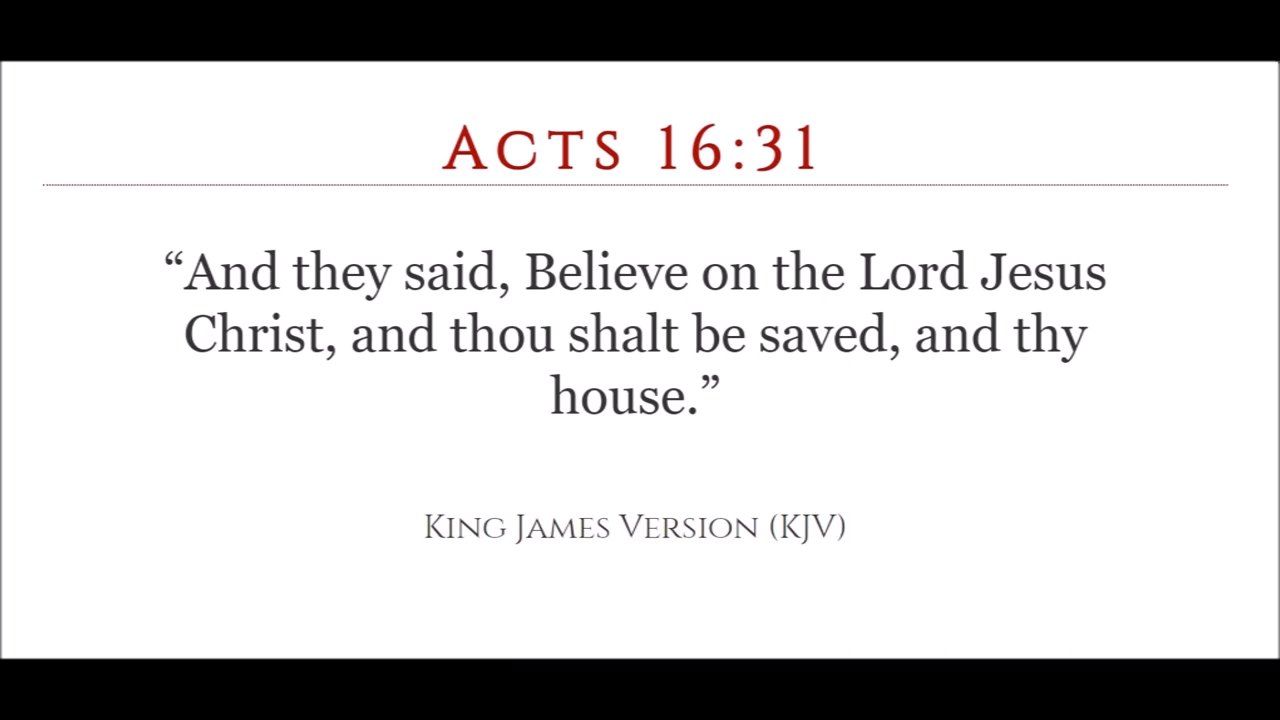 Acts 16:31
“And they said, Believe on the Lord Jesus
Christ, and thou shalt be saved, and thy
house.”
King James Version (KJV)